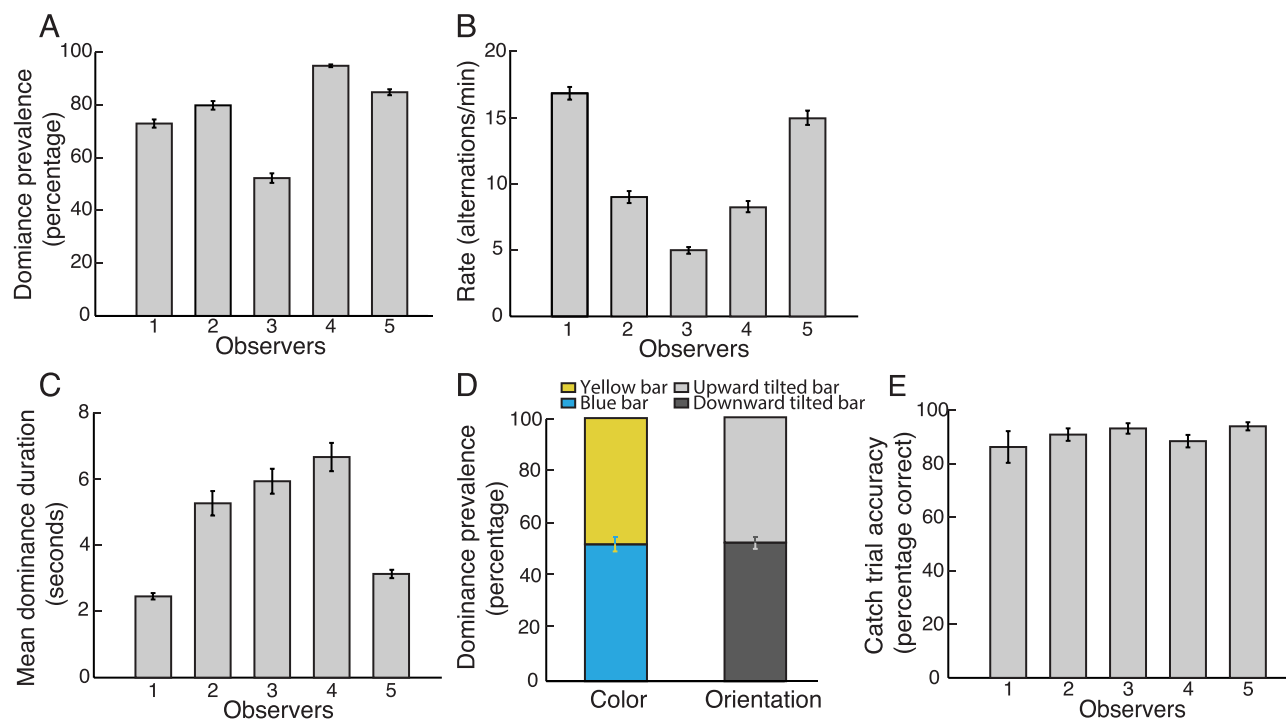 A
Domiance prevalence
(percentage)
100
80
60
40
20
0
1 2 3 4 5
Observers
B
Rate (alternations/min)
20
15
10
5
0
1 2 3 4 5
Observers
C
Mean dominance duration
(seconds)
8
6
4
2
0
1 2 3 4 5
Observers
D
Yellow bar Upward tilted bar
Blue bar Downward tilted bar
Dominance prevalence
(percentage)
100
80
60
40
20
0
Color Orientation
E
Catch trial accuracy
(percentage correct)
100
80
60
40
20
0
1 2 3 4 5
Observers